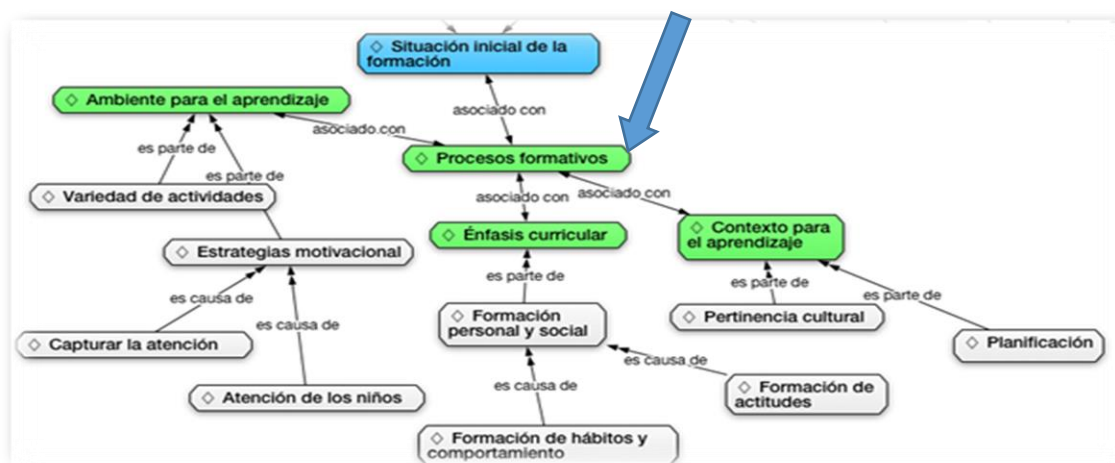 ◇ Situación inicial de la
formación
asociado con
◇ Ambiente para el aprendizaje
asociado con
◇ Procesos formativos
es parte de
es parte de
◇ Variedad de actividades
asociado con
asociado con
◇ Énfasis curricular
◇ Contexto para
el aprendizaje
◇ Estrategias motivacional
es parte de
es parte de
es parte de
es causa de
es causa de
◇ Formación
personal y social
◇ Pertinencia cultural
◇ Planificación
◇ Capturar la atención
es causa de
es causa de
◇ Atención de los niños
◇ Formación de
actitudes
◇ Formación de hábitos y
comportamiento